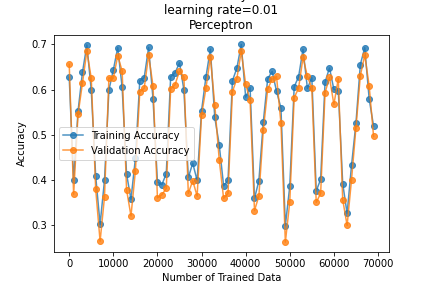 learning rate=0.01
Perceptron
0.7
0.6
0.5
0.4
0.3
Accuracy
Training Accuracy
Validation Accuracy
0
10000
20000
30000
40000
50000
60000
70000
Number of Trained Data